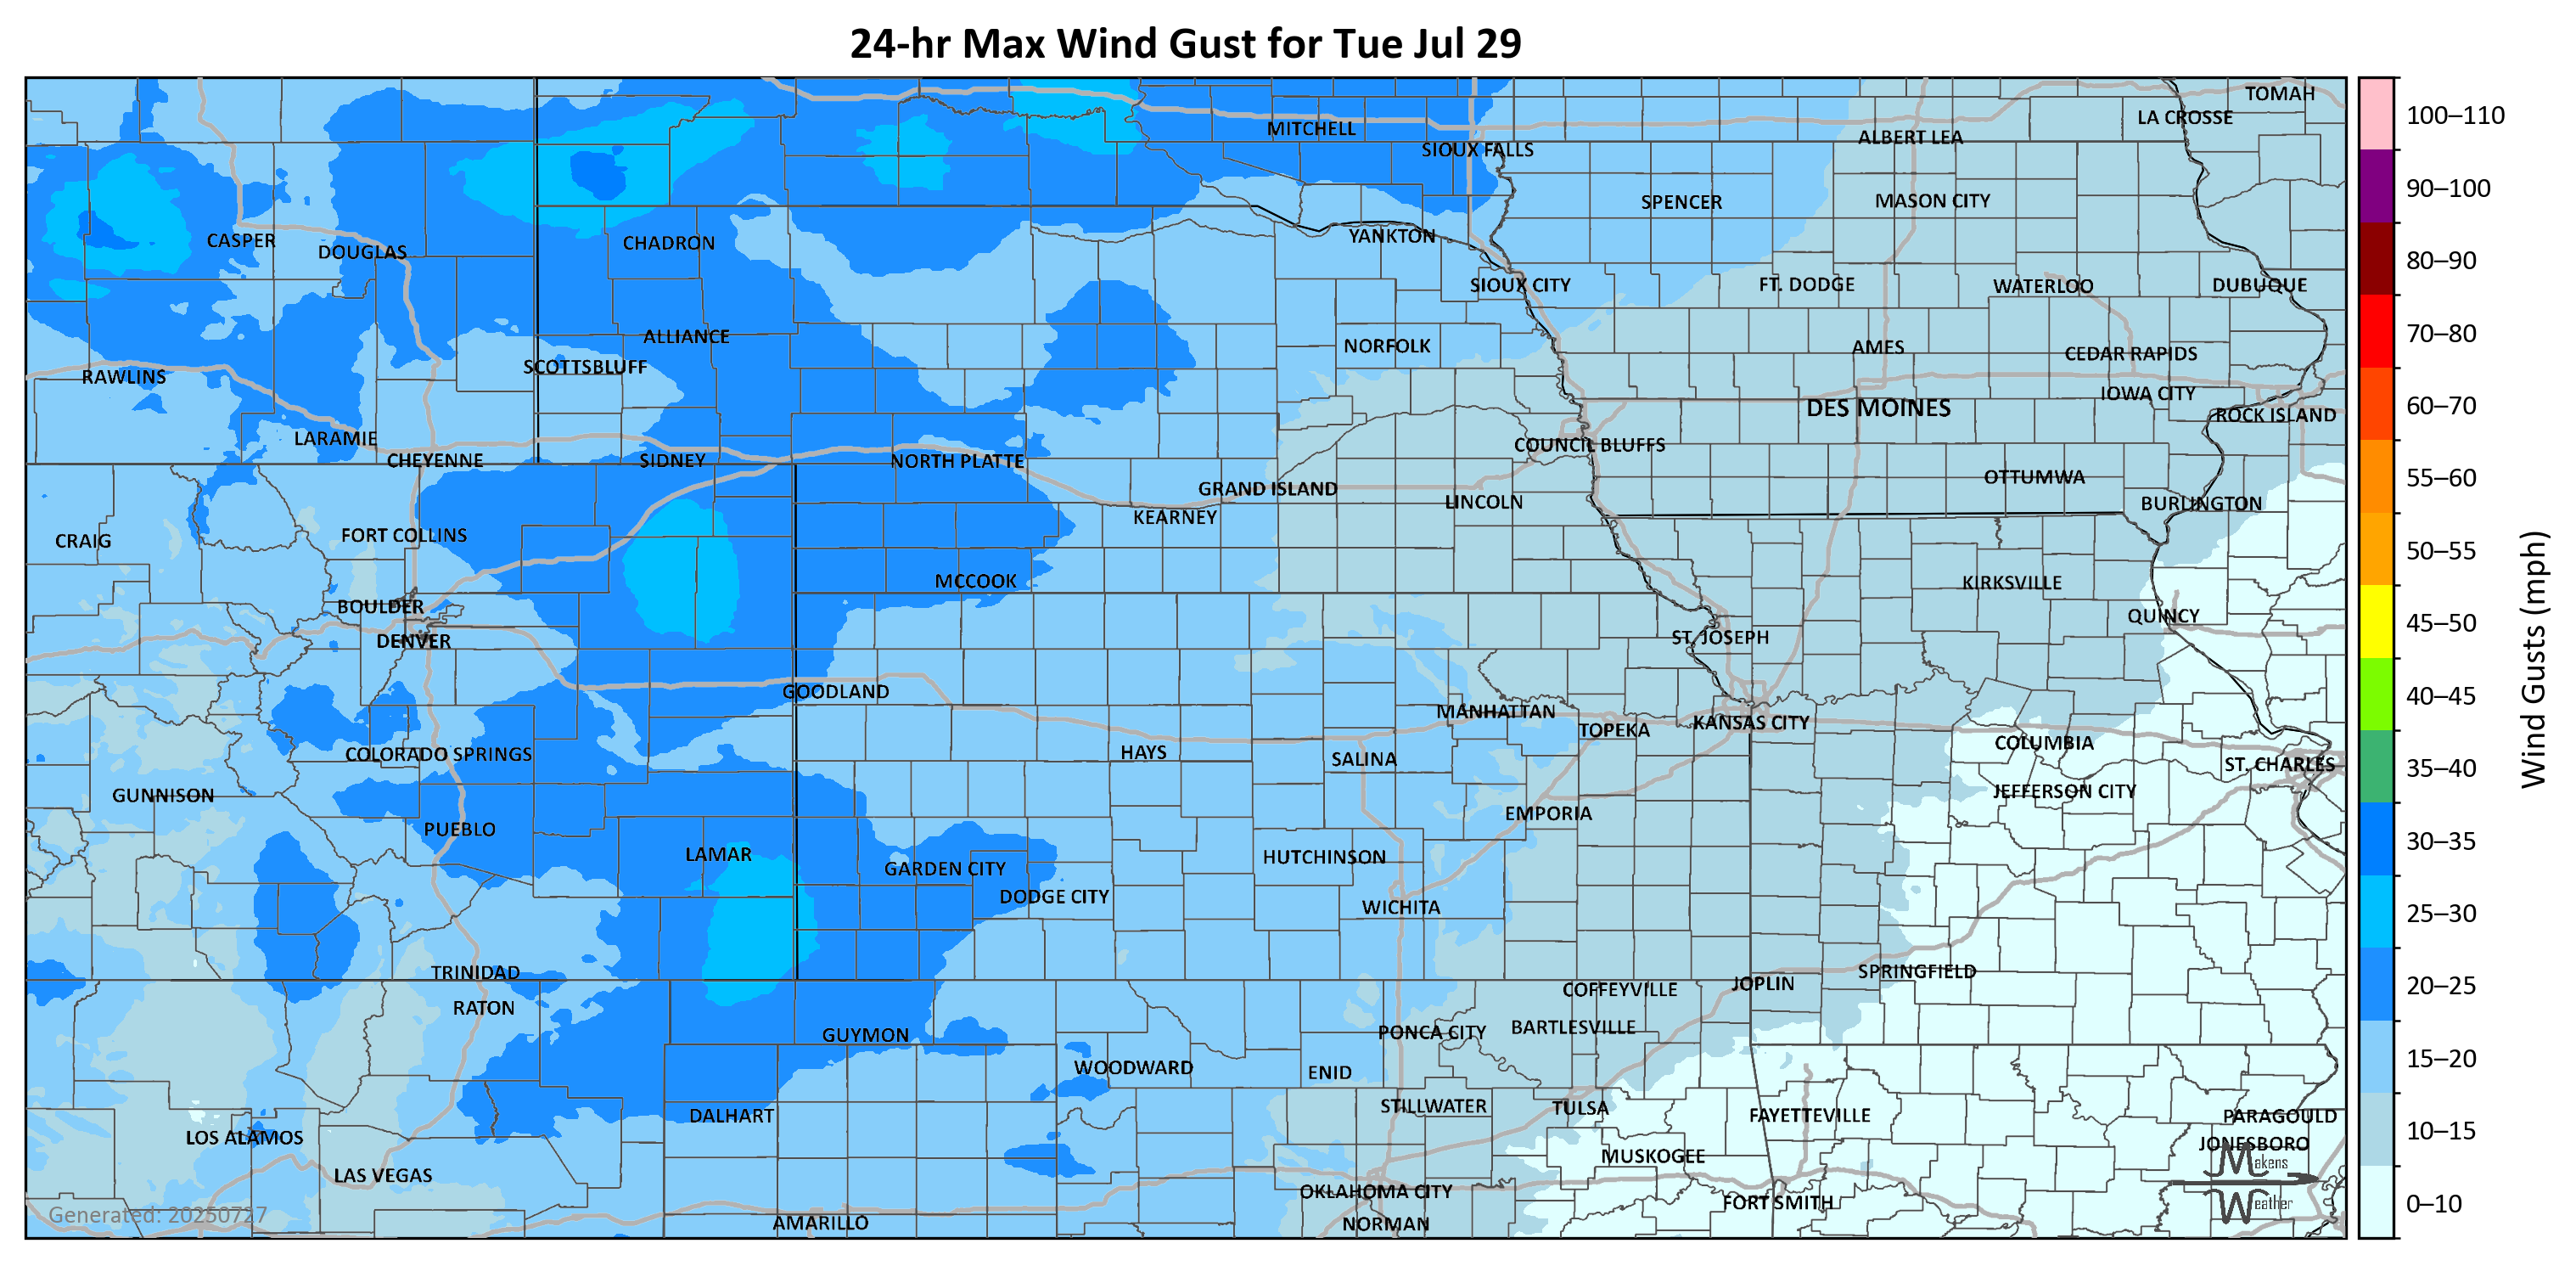 24-hr Max Wind Gust for Tue Jul 29
TOMAH
LA CROSSE
MITCHELL
ALBERT LEA
SIOUX FALLS
SPENCER
MASON CITY
CASPER
DOUGLAS
CHADRON
YANKTON
SIOUX CITY
FT. DODGE
WATERLOO
DUBUQUE
ALLIANCE
NORFOLK
AMES
CEDAR RAPIDS
SCOTTSBLUFF
RAWLINS
IOWA CITY
DES MOINES
ROCK ISLAND
LARAMIE
COUNCIL BLUFFS
CHEYENNE
SIDNEY
NORTH PLATTE
OTTUMWA
GRAND ISLAND
LINCOLN
BURLINGTON
KEARNEY
FORT COLLINS
CRAIG
MCCOOK
KIRKSVILLE
BOULDER
QUINCY
DENVER
ST. JOSEPH
GOODLAND
MANHATTAN
TOPEKA
KANSAS CITY
COLUMBIA
COLORADO SPRINGS
HAYS
SALINA
ST. CHARLES
GUNNISON
JEFFERSON CITY
EMPORIA
PUEBLO
LAMAR
HUTCHINSON
GARDEN CITY
DODGE CITY
WICHITA
TRINIDAD
SPRINGFIELD
JOPLIN
COFFEYVILLE
RATON
GUYMON
PONCA CITY
BARTLESVILLE
WOODWARD
ENID
STILLWATER
TULSA
DALHART
FAYETTEVILLE
PARAGOULD
LOS ALAMOS
JONESBORO
MUSKOGEE
LAS VEGAS
OKLAHOMA CITY
FORT SMITH
AMARILLO
NORMAN
Generated: 20250727
Makens
Weather
100–110
90–100
80–90
70–80
60–70
55–60
50–55
45–50
40–45
35–40
30–35
25–30
20–25
15–20
10–15
0–10
Wind Gusts (mph)